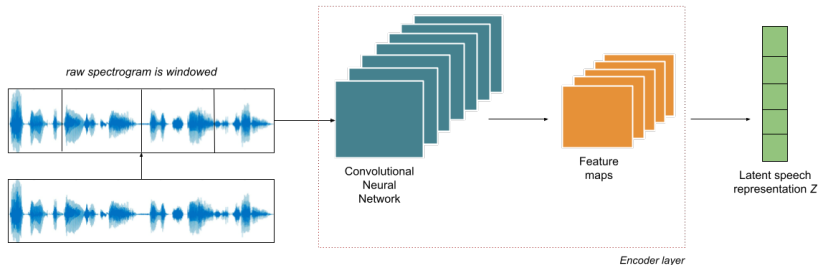 raw spectrogram is windowed
Convolutional
Neural
Network
Feature
maps
Latent speech
representation Z
Encoder layer